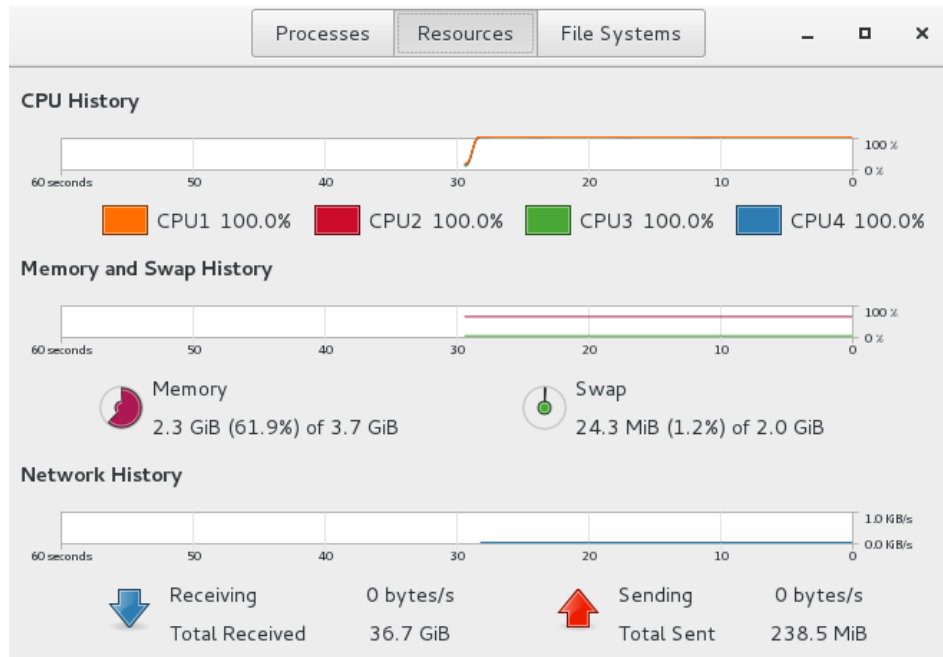 Processes Resources File Systems
CPU History
100 %
0 %
60 seconds 50 40 30 20 10 0
CPU1 100.0% CPU2 100.0% CPU3 100.0% CPU4 100.0%
Memory and Swap History
100 %
0 %
60 seconds 50 40 30 20 10 0
Memory Swap
2.3 GiB (61.9%) of 3.7 GiB 24.3 MiB (1.2%) of 2.0 GiB
Network History
1.0 KiB/s
0.0 KiB/s
60 seconds 50 40 30 20 10 0
Receiving 0 bytes/s Sending 0 bytes/s
Total Received 36.7 GiB Total Sent 238.5 MiB